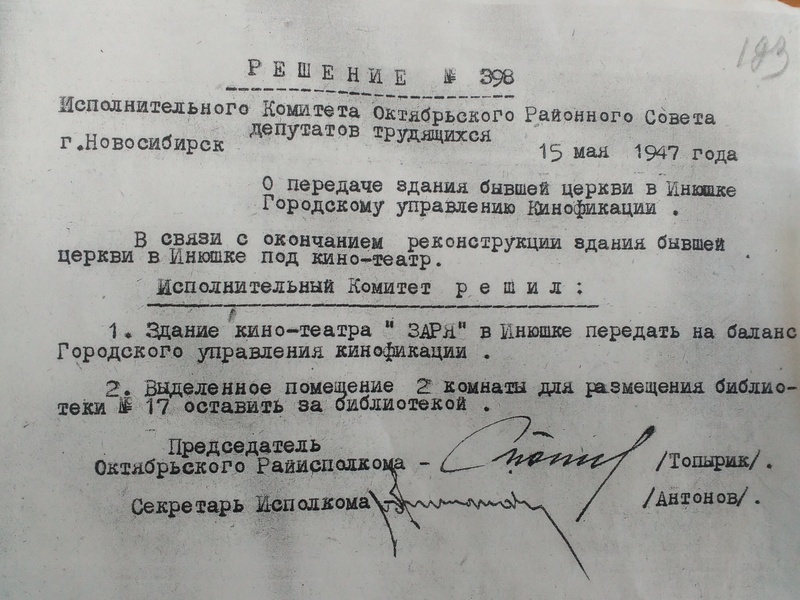 193
РЕШЕНИЕ № 398
Исполнительного Комитета Октябрьского Районного Совета
депутатов трудящихся
г.Новосибирск 15 мая 1947 года
О передаче здания бывшей церкви в Инюшке
Городскому управлению Кинофикации .
В связи с окончанием реконструкции здания бывшей
церкви в Инюшке под кино-театр.
Исполнительный Комитет р е ш и л :
1. Здание кино-театра " ЗАРЯ" в Инюшке передать на баланс
Городского управления кинофикации .
2. Выделенное помещение 2 комнаты для размещения библио-
теки № 17 оставить за библиотекой .
Председатель
Октябрьского Райисполкома - /Топырик/.
Секретарь Исполкома /Антонов/ .